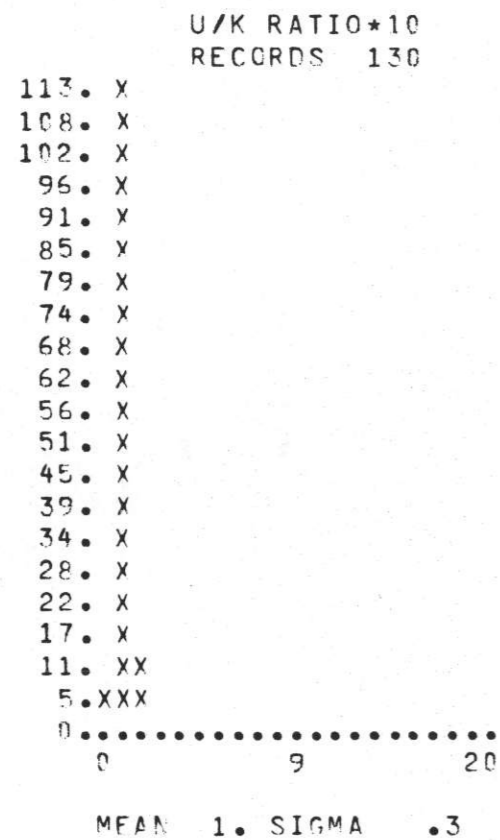 U/K RATIO*10
RECORDS 130
113. X
108. X
102. X
96. X
91. X
85. X
79. X
74. X
68. X
62. X
56. X
51. X
45. X
39. X
34. X
28. X
22. X
17. X
11. XX
5.XXX
0.......................
0 9 20
MEAN 1. SIGMA .3